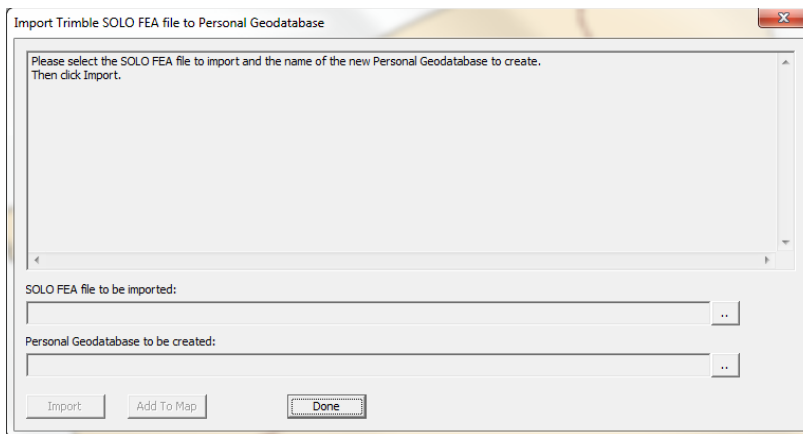 Import Trimble SOLO FEA file to Personal Geodatabase
Please select the SOLO FEA file to import and the name of the new Personal Geodatabase to create.
Then click Import.
SOLO FEA file to be imported:
..
Personal Geodatabase to be created:
..
Import Add To Map Done